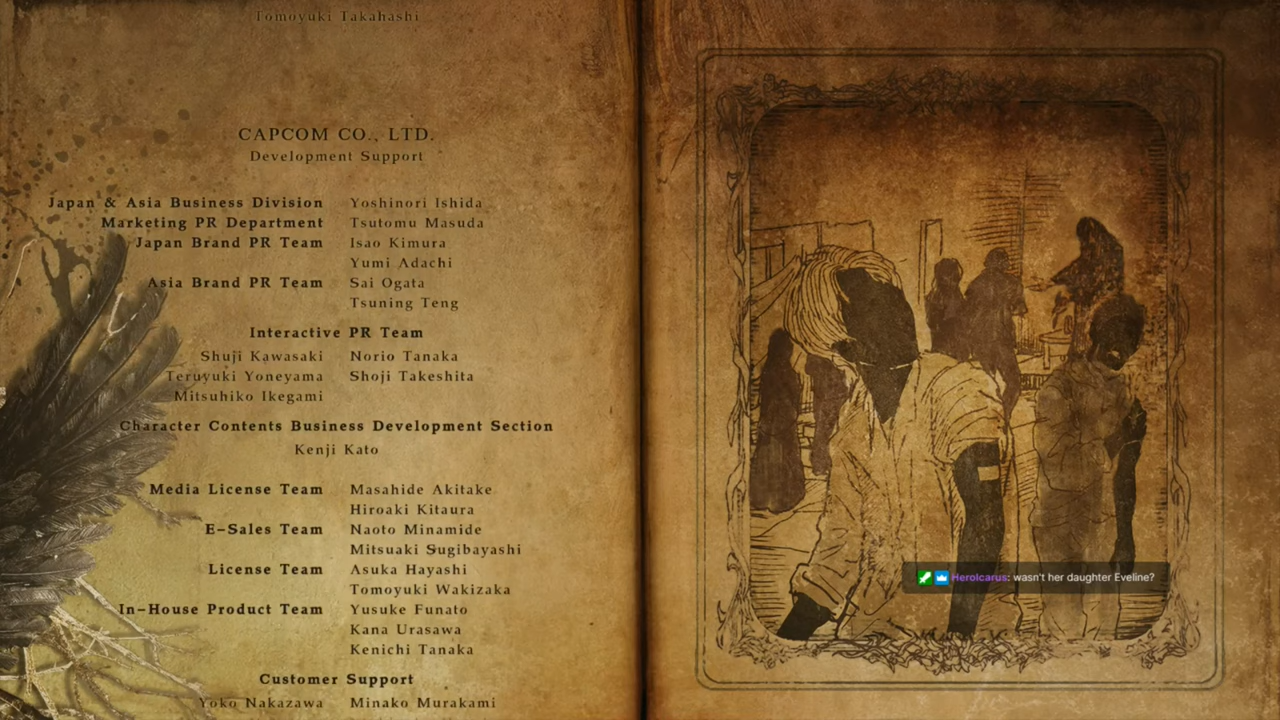 Tomoyuki Takahashi
CAPCOM CO., LTD.
Development Support
Japan & Asia Business Division Yoshinori Ishida
Marketing PR Department Tsutomu Masuda
Japan Brand PR Team Isao Kimura
Yumi Adachi
Asia Brand PR Team Sai Ogata
Tsuning Teng
Interactive PR Team
Shuji Kawasaki Norio Tanaka
Teruyuki Yoneyama Shoji Takeshita
Mitsuhiko Ikegami
Character Contents Business Development Section
Kenji Kato
Media License Team Masahide Akitake
Hiroaki Kitaura
E-Sales Team Naoto Minamide
Mitsuaki Sugibayashi
License Team Asuka Hayashi
Tomoyuki Wakizaka
In-House Product Team Yusuke Funato
Kana Urasawa
Kenichi Tanaka
Customer Support
Yoko Nakazawa Minako Murakami
HeroIcarus: wasn't her daughter Eveline?